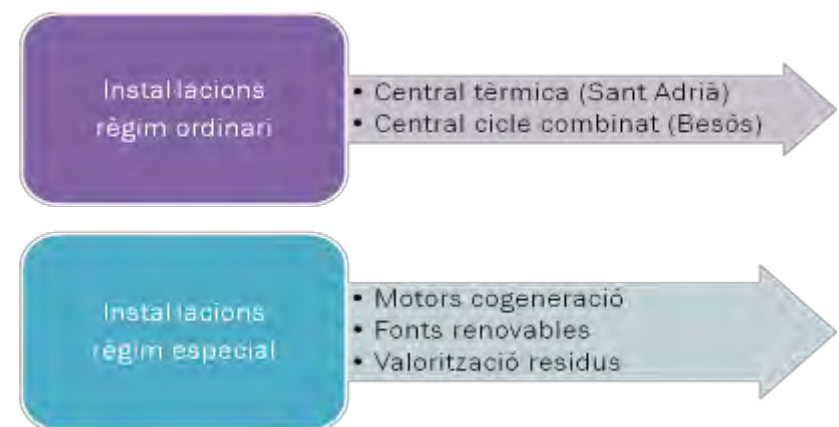 Instal·lacions
règim ordinari
• Central tèrmica (Sant Adrià)
• Central cicle combinat (Besós)
Instal·lacions
règim especial
• Motors cogeneració
• Fonts renovables
• Valorització residus